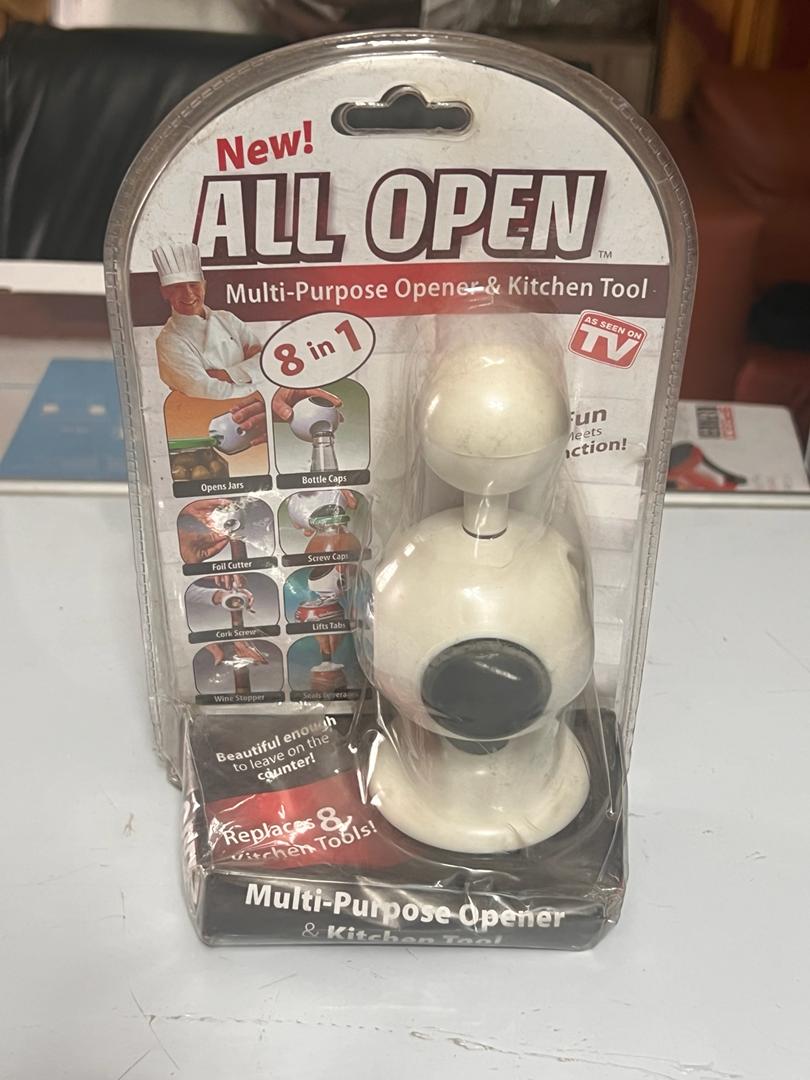 New!
ALL OPEN
TM
Multi-Purpose Opener & Kitchen Tool
8 in 1
AS SEEN ON
TV
Fun
Meets
Opens Jars
Bottle Caps
Foil Cutter
Screw Caps
Cork Screw
Lifts Tabs
Wine Stopper
Seals
Beautiful enough
to leave on the
counter!
Replaces 8
Kitchen Tools!
Multi-Purpose Opener
& Kitchen Tool